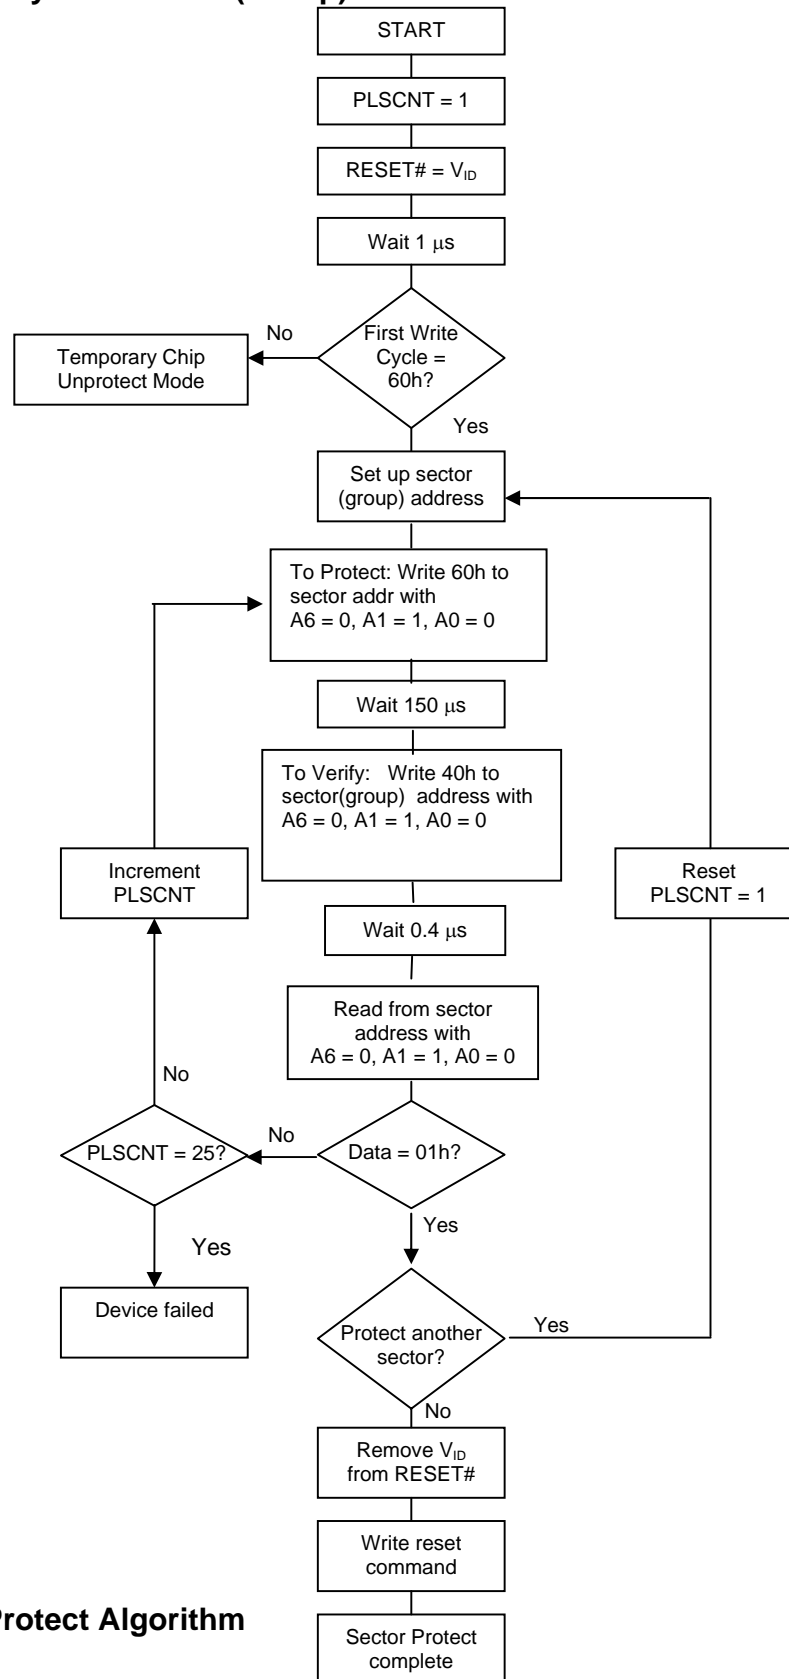 START
PLSCNT = 1
RESET# = VID
Wait 1 μs
First Write
Cycle =
60h?
No
Temporary Chip
Unprotect Mode
Yes
Set up sector
(group) address
To Protect: Write 60h to
sector addr with
A6 = 0, A1 = 1, A0 = 0
Wait 150 μs
To Verify: Write 40h to
sector(group) address with
A6 = 0, A1 = 1, A0 = 0
Increment
PLSCNT
Reset
PLSCNT = 1
Wait 0.4 μs
Read from sector
address with
A6 = 0, A1 = 1, A0 = 0
No
PLSCNT = 25?
No
Data = 01h?
Yes
Yes
Device failed
Protect another
sector?
Yes
No
Remove VID
from RESET#
Write reset
command
Protect Algorithm
Sector Protect
complete